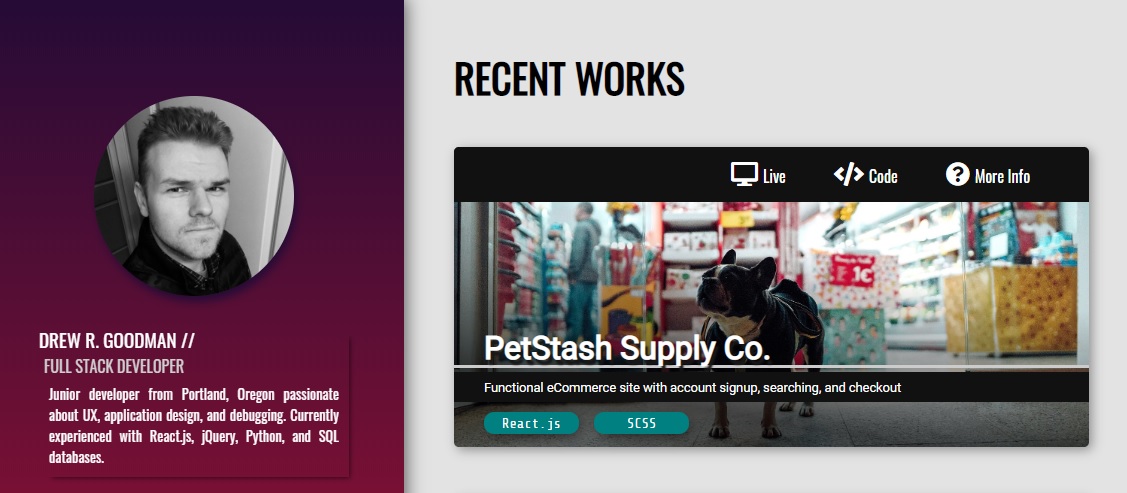 DREW R. GOODMAN //
FULL STACK DEVELOPER
Junior developer from Portland, Oregon passionate
about UX, application design, and debugging. Currently
experienced with React.js, jQuery, Python, and SQL
databases.
RECENT WORKS
Live
Code
More Info
1€
PetStash Supply Co.
Functional eCommerce site with account signup, searching, and checkout
React.js
SCSS